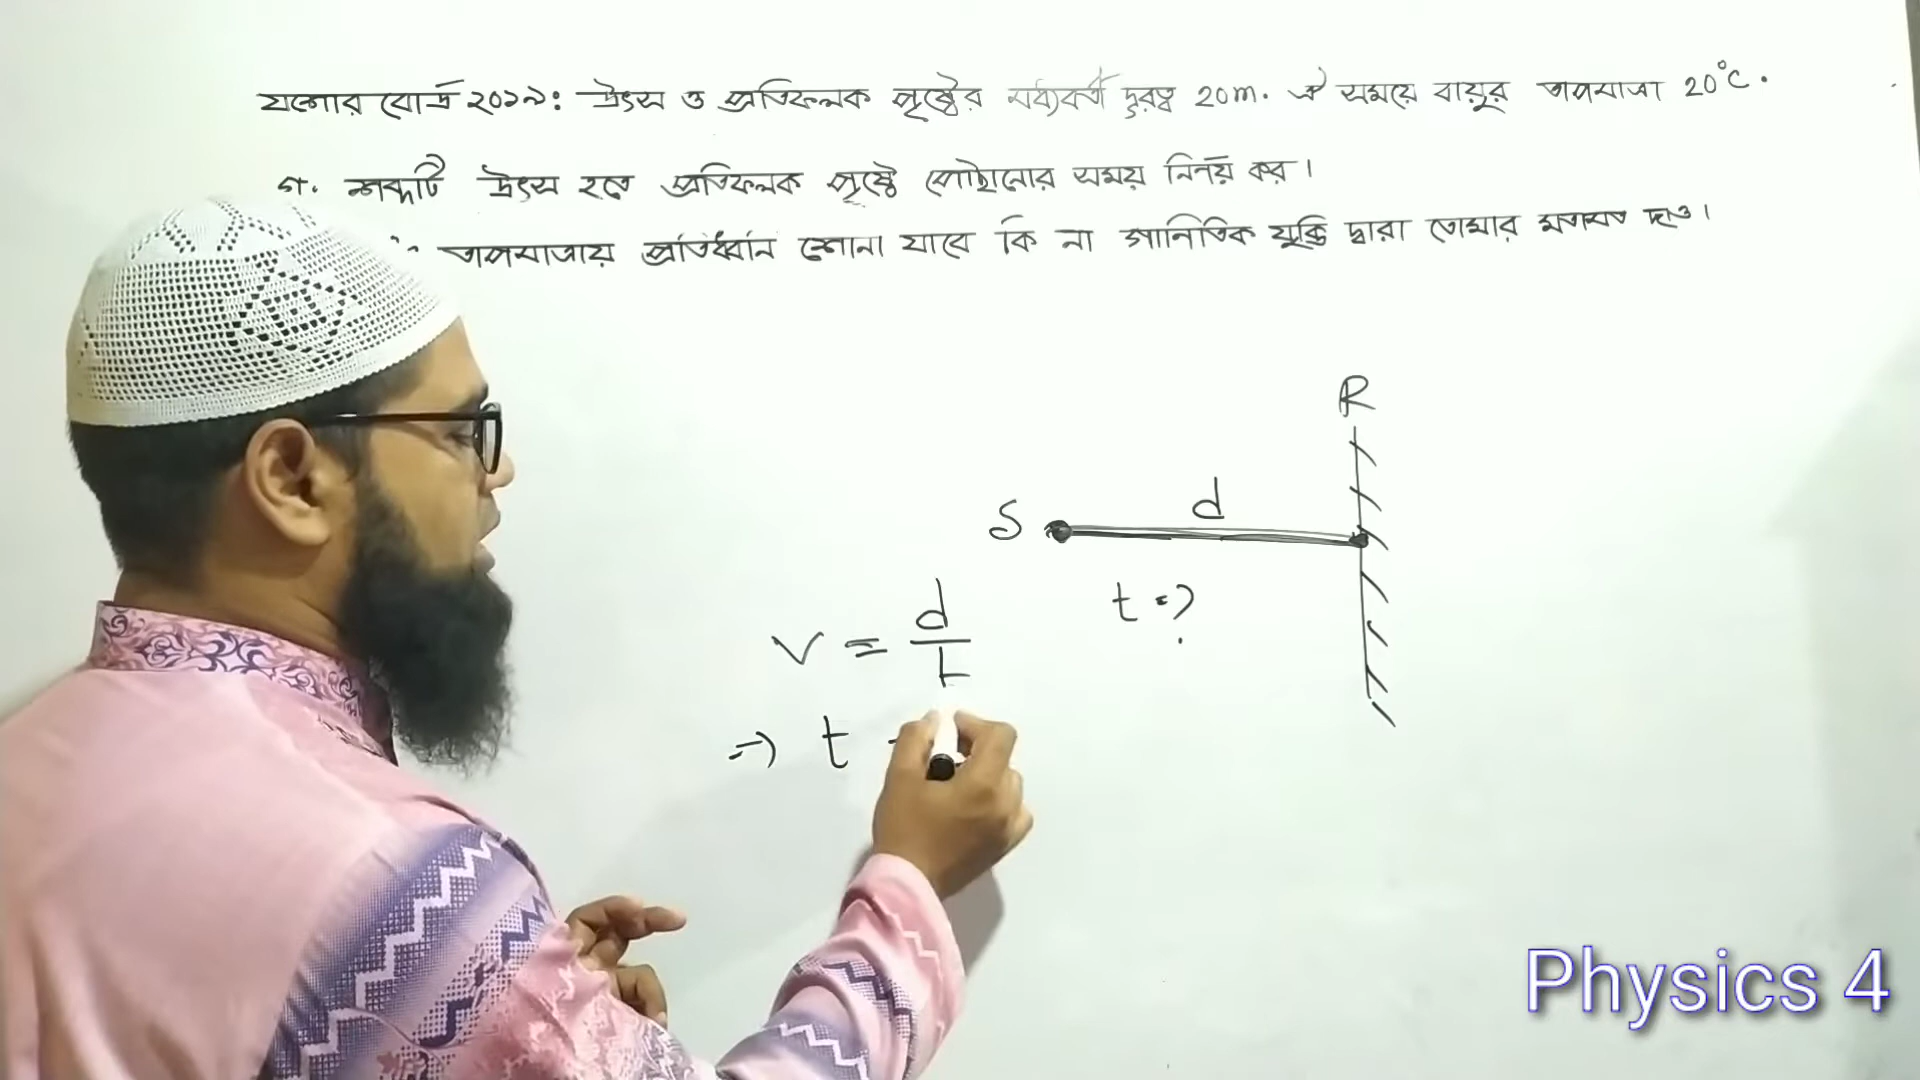 যশোর বোর্ড ২০১৯: উৎস ও প্রতিফলক পৃষ্ঠের মধ্যবর্তী দূরত্ব 20m. ঐ সময়ে বায়ুর তাপমাত্রা 20°C.
গ. শব্দটি উৎস হতে প্রতিফলক পৃষ্ঠে পৌছানোর সময় নির্নয় কর।
তাপমাত্রায় প্রতিধ্বনি শোনা যাবে কি না গানিতিক যুক্তি দ্বারা তোমার মতামত দাও।
R
S d
t = ?
v = d/t
⇒ t
Physics 4